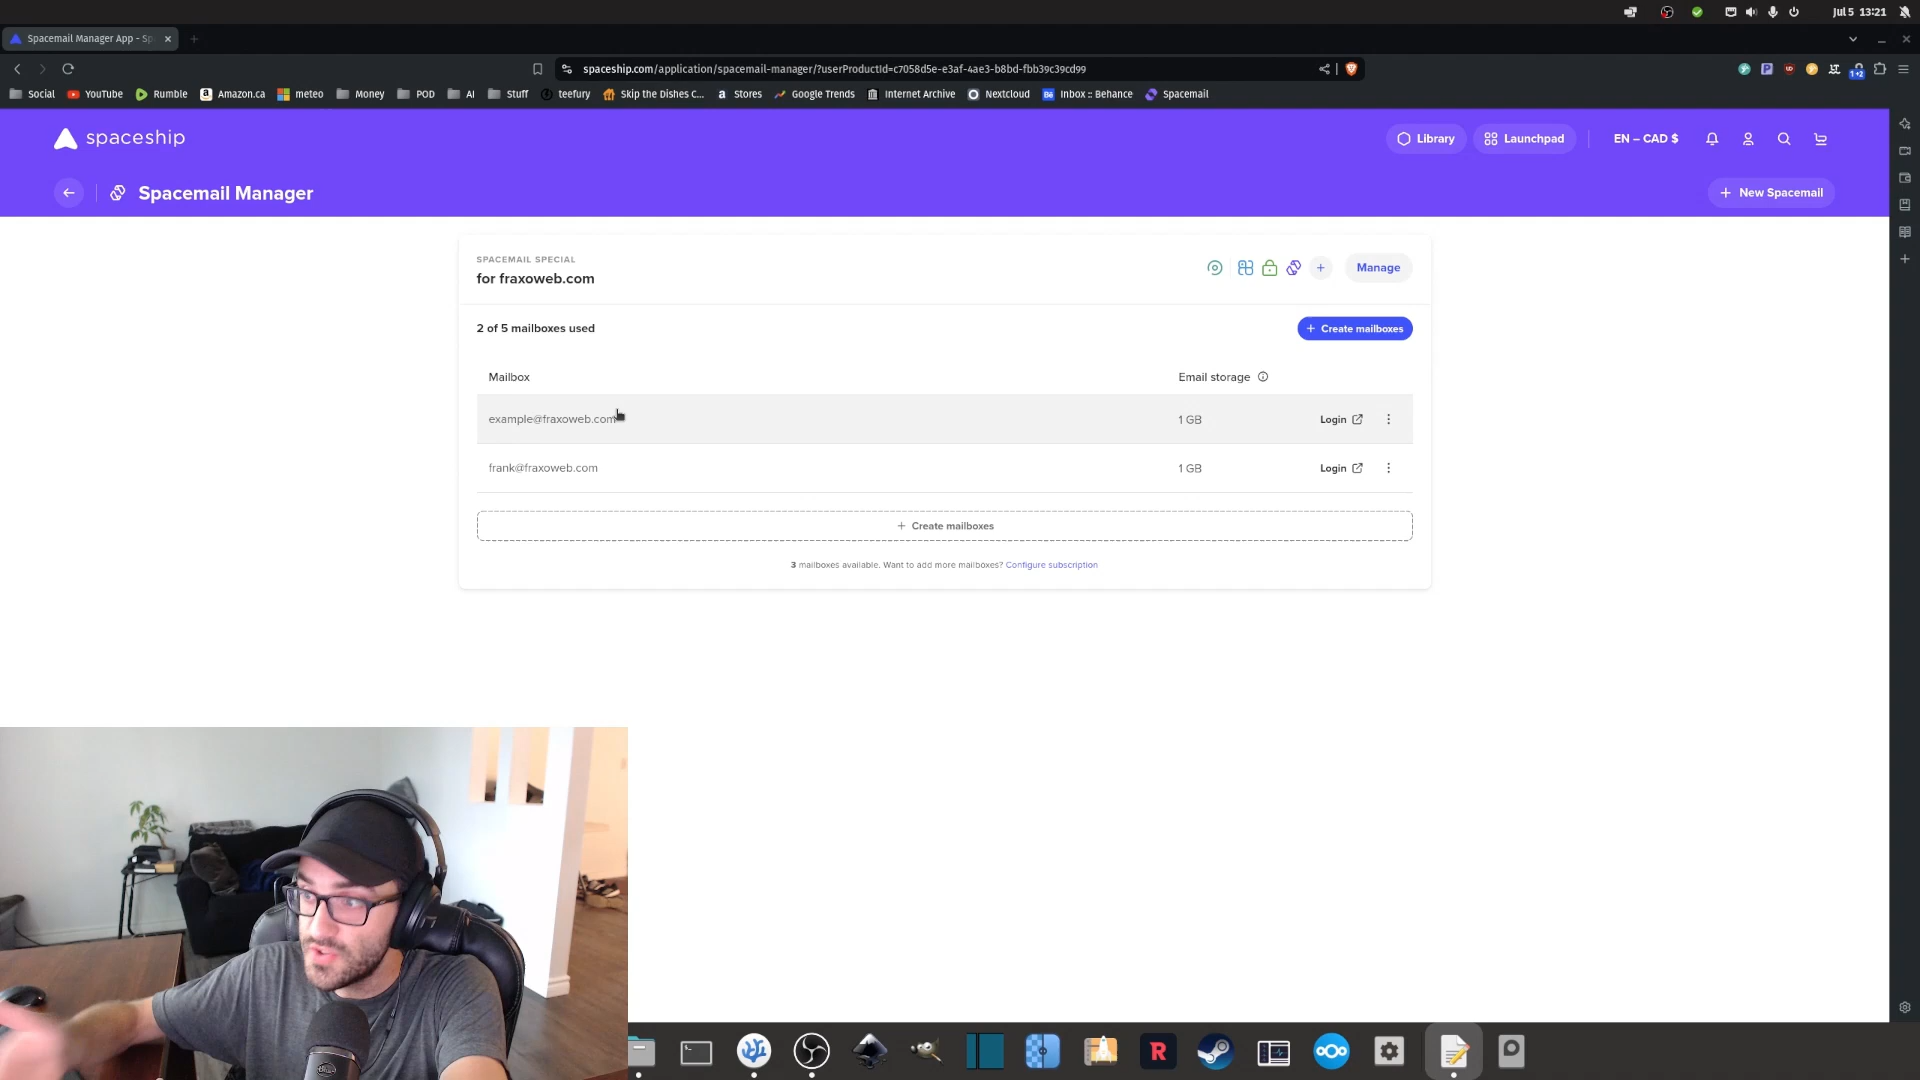 Jul 5 13:21
Spacemail Manager App - Sp
spaceship.com/application/spacemail-manager/?userProductId=c7058d5e-e3af-4ae3-b8bd-fbb39c39cd99
Social YouTube Rumble Amazon.ca meteo Money POD AI Stuff teefury Skip the Dishes C... Stores Google Trends Internet Archive Nextcloud Inbox :: Behance Spacemail
spaceship
Library Launchpad EN – CAD $
Spacemail Manager
New Spacemail
SPACEMAIL SPECIAL
for fraxoweb.com
Manage
2 of 5 mailboxes used
Create mailboxes
Mailbox Email storage
example@fraxoweb.com 1 GB Login
frank@fraxoweb.com 1 GB Login
Create mailboxes
3 mailboxes available. Want to add more mailboxes? Configure subscription